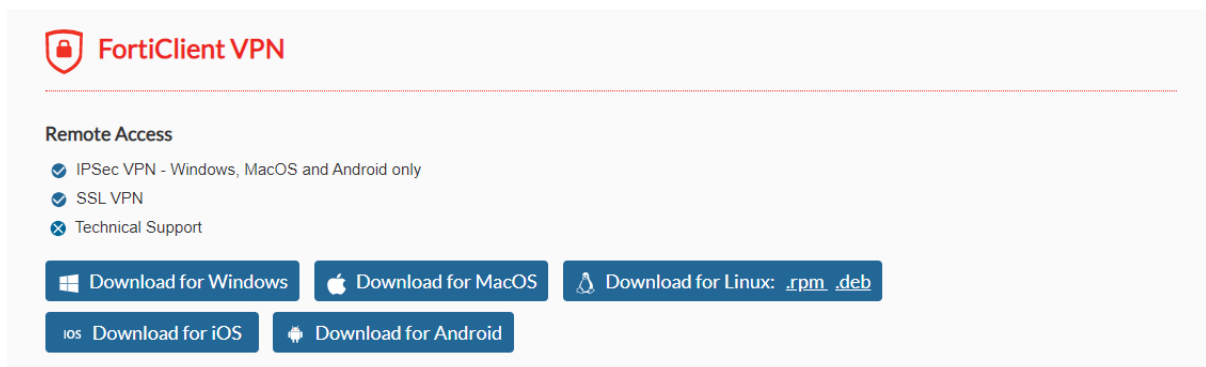 FortiClient VPN
Remote Access
IPSec VPN - Windows, MacOS and Android only
SSL VPN
Technical Support
Download for Windows
Download for MacOS
Download for Linux: .rpm .deb
iOS Download for iOS
Download for Android